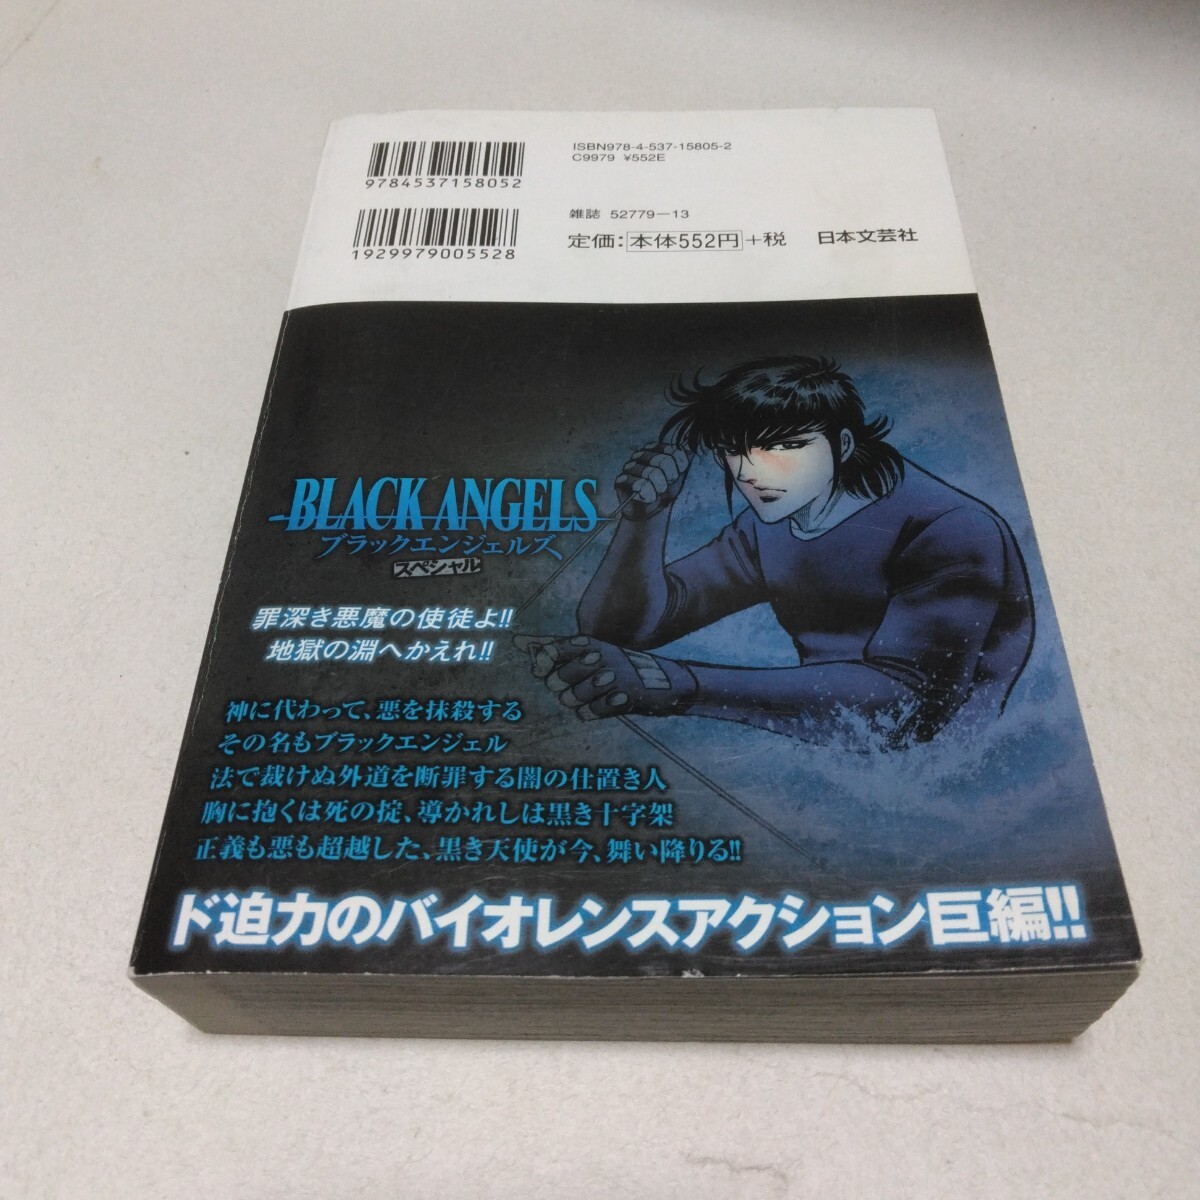 ISBN978-4-537-15805-2
C9979 ¥552E
9784537158052
雑誌 52779-13
1929979005528
定価:本体552円+税 日本文芸社
BLACK ANGELS
ブラックエンジェルズ
スペシャル
罪深き悪魔の使徒よ!!
地獄の淵へかえれ!!
神に代わって、悪を抹殺する
その名もブラックエンジェル
法で裁けぬ外道を断罪する闇の仕置き人
胸に抱くは死の掟、導かれしは黒き十字架
正義も悪も超越した、黒き天使が今、舞い降りる!!
ド迫力のバイオレンスアクション巨編!!